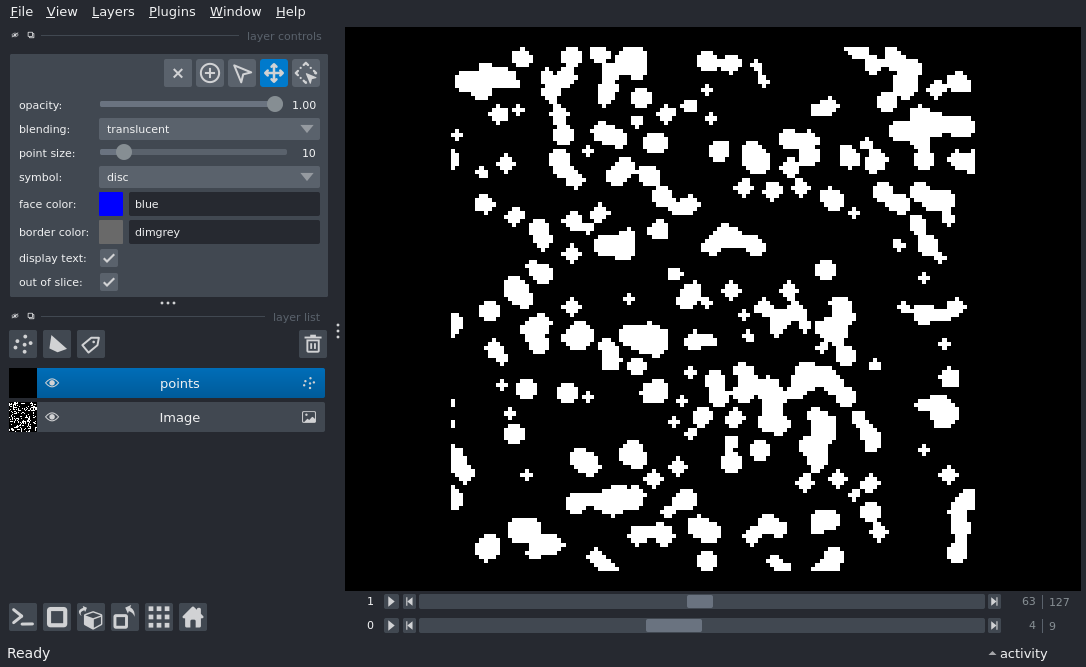 File View Layers Plugins Window Help
layer controls
opacity: 1.00
blending: translucent
point size: 10
symbol: disc
face color: blue
border color: dimgrey
display text:
out of slice:
layer list
points
Image
1 63 127
0 4 9
Ready activity